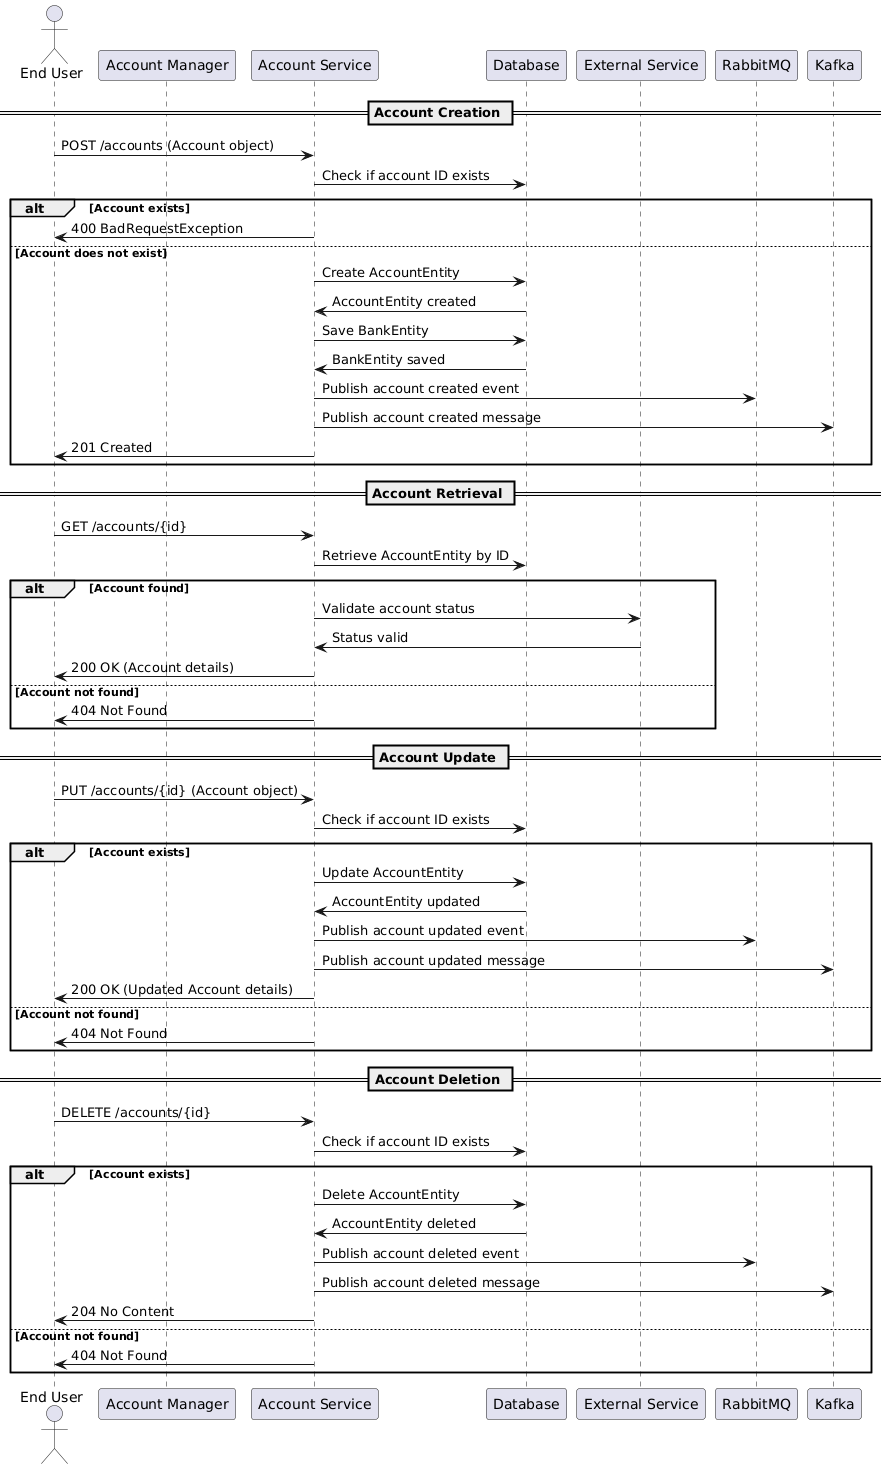 End User
Account Manager
Account Service
Database
External Service
RabbitMQ
Kafka
Account Creation
POST /accounts (Account object)
Check if account ID exists
alt [Account exists]
400 BadRequestException
[Account does not exist]
Create AccountEntity
AccountEntity created
Save BankEntity
BankEntity saved
Publish account created event
Publish account created message
201 Created
Account Retrieval
GET /accounts/{id}
Retrieve AccountEntity by ID
alt [Account found]
Validate account status
Status valid
200 OK (Account details)
[Account not found]
404 Not Found
Account Update
PUT /accounts/{id} (Account object)
Check if account ID exists
alt [Account exists]
Update AccountEntity
AccountEntity updated
Publish account updated event
Publish account updated message
200 OK (Updated Account details)
[Account not found]
404 Not Found
Account Deletion
DELETE /accounts/{id}
Check if account ID exists
alt [Account exists]
Delete AccountEntity
AccountEntity deleted
Publish account deleted event
Publish account deleted message
204 No Content
[Account not found]
404 Not Found
End User
Account Manager
Account Service
Database
External Service
RabbitMQ
Kafka